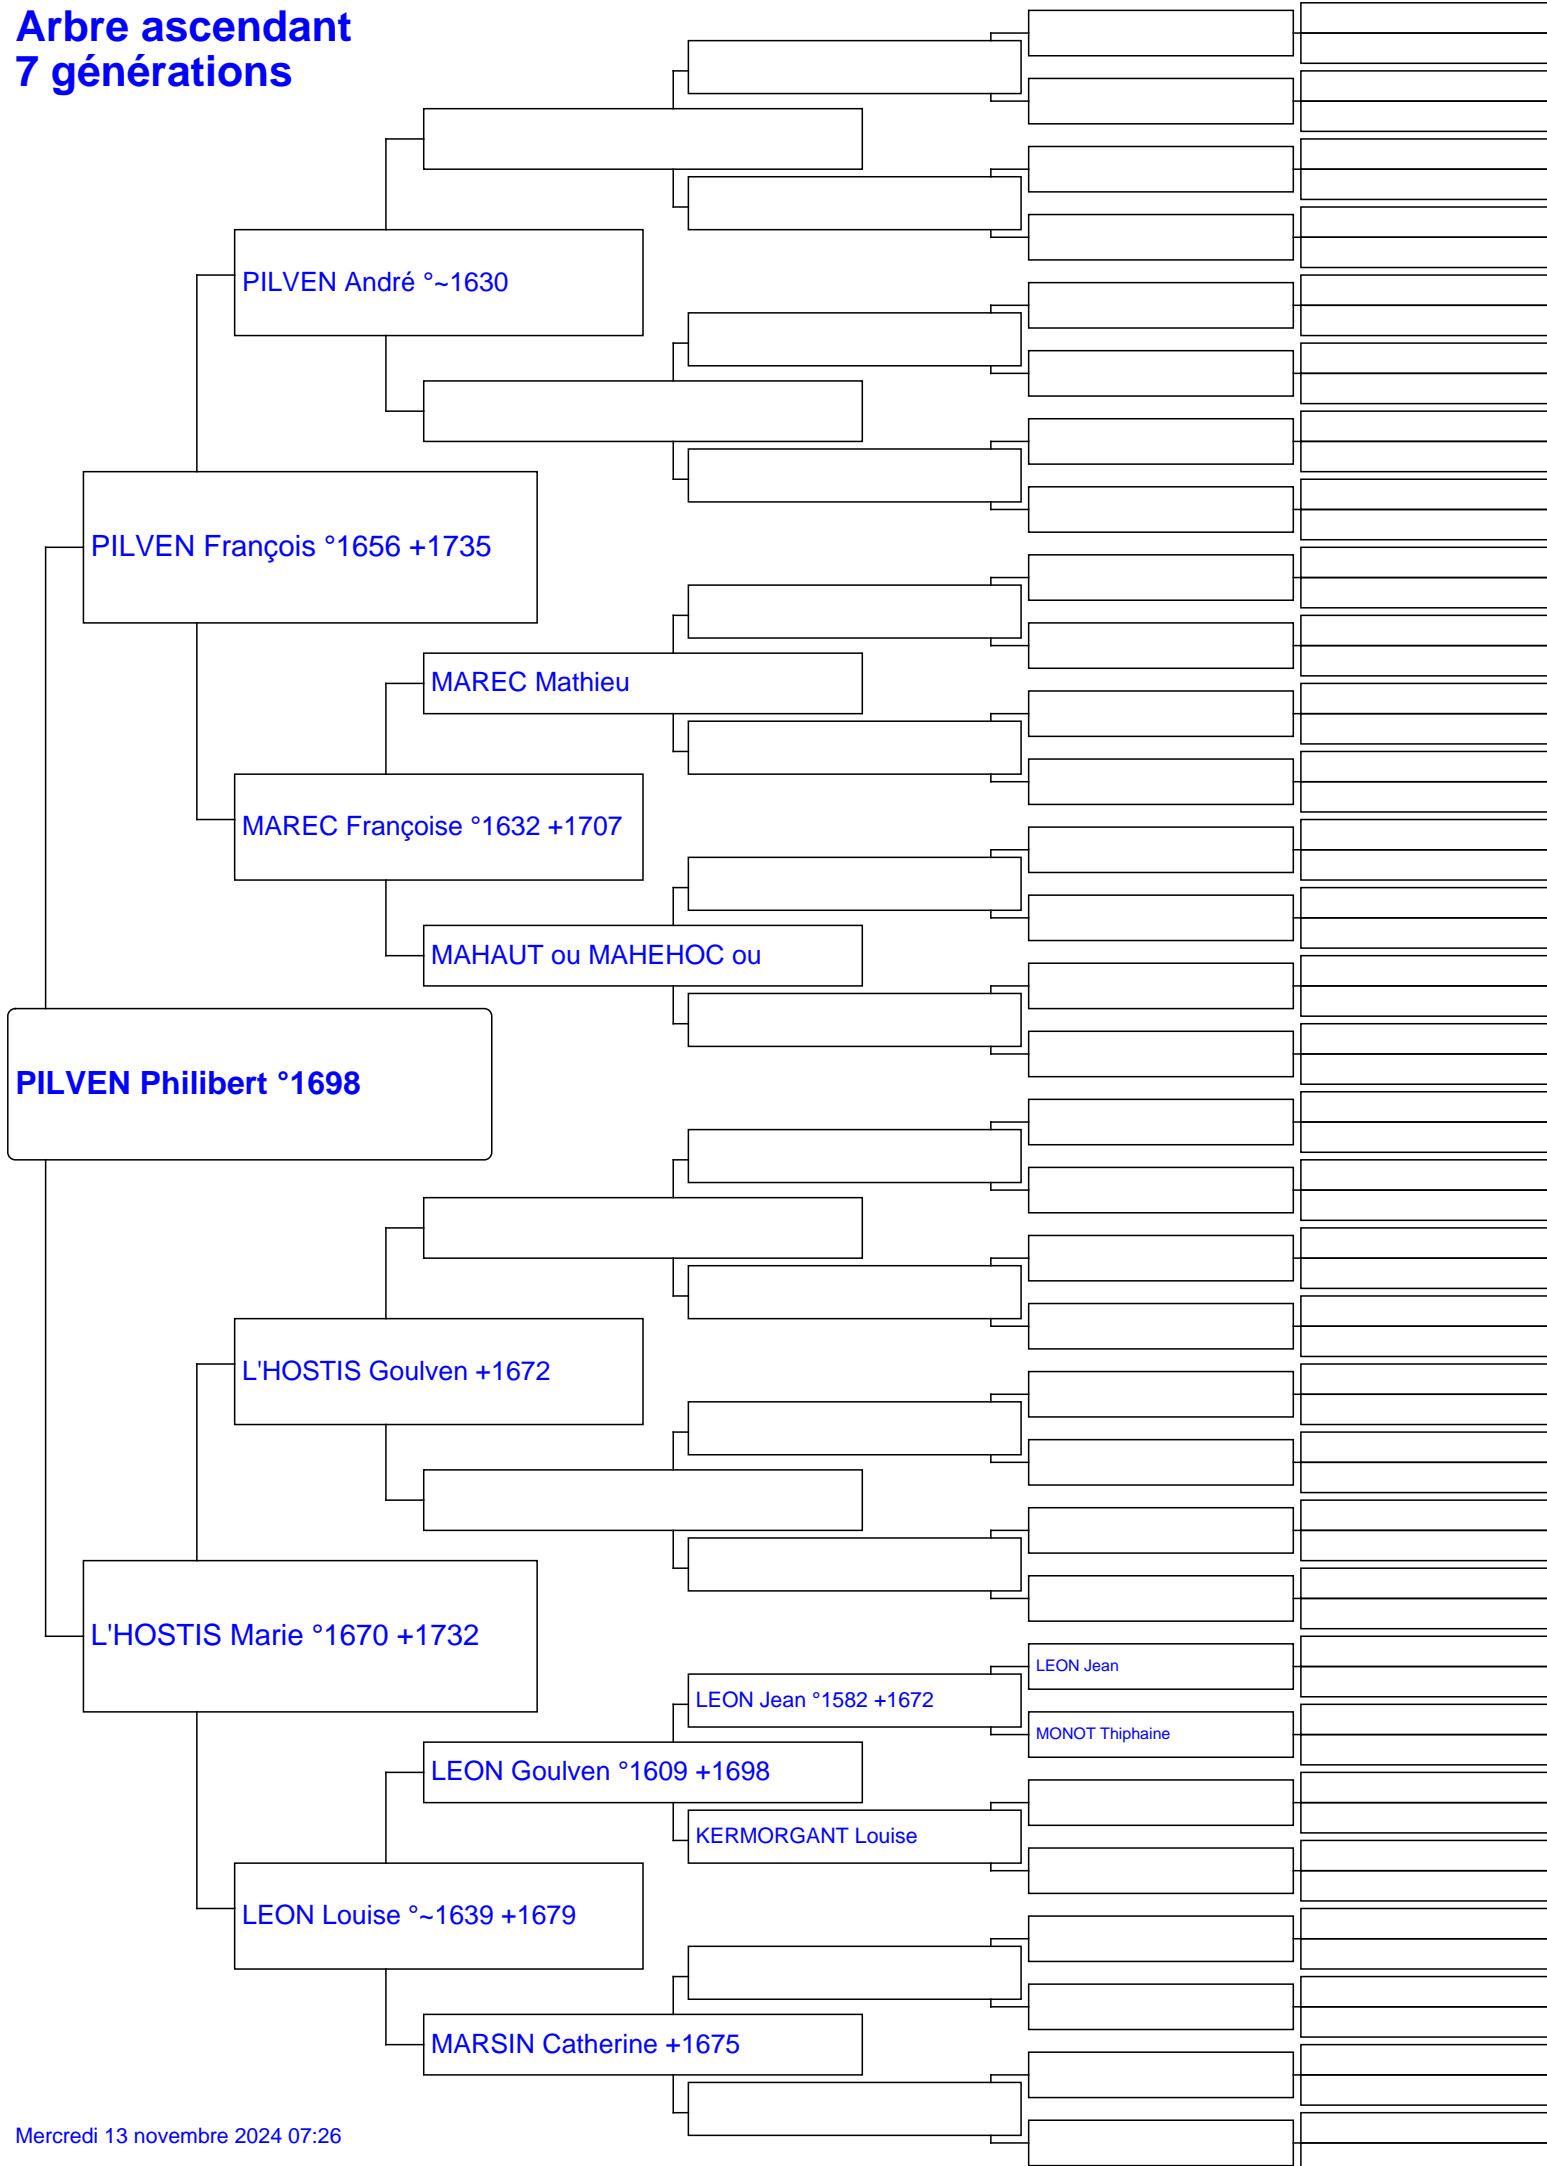 Arbre ascendant
7 générations
PILVEN André °~1630
PILVEN François °1656 +1735
MAREC Mathieu
MAREC Françoise °1632 +1707
MAHAUT ou MAHEHOC ou
PILVEN Philibert °1698
L'HOSTIS Goulven +1672
L'HOSTIS Marie °1670 +1732
LEON Jean
LEON Jean °1582 +1672
MONOT Thiphaine
LEON Goulven °1609 +1698
KERMORGANT Louise
LEON Louise °~1639 +1679
MARSIN Catherine +1675
Mercredi 13 novembre 2024 07:26